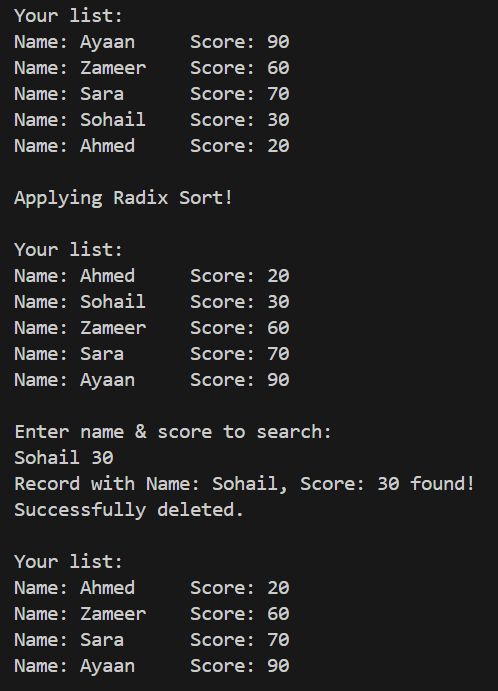 Your list:
Name: Ayaan     Score: 90
Name: Zameer    Score: 60
Name: Sara      Score: 70
Name: Sohail    Score: 30
Name: Ahmed     Score: 20

Applying Radix Sort!

Your list:
Name: Ahmed     Score: 20
Name: Sohail    Score: 30
Name: Zameer    Score: 60
Name: Sara      Score: 70
Name: Ayaan     Score: 90

Enter name & score to search:
Sohail 30
Record with Name: Sohail, Score: 30 found!
Successfully deleted.

Your list:
Name: Ahmed     Score: 20
Name: Zameer    Score: 60
Name: Sara      Score: 70
Name: Ayaan     Score: 90